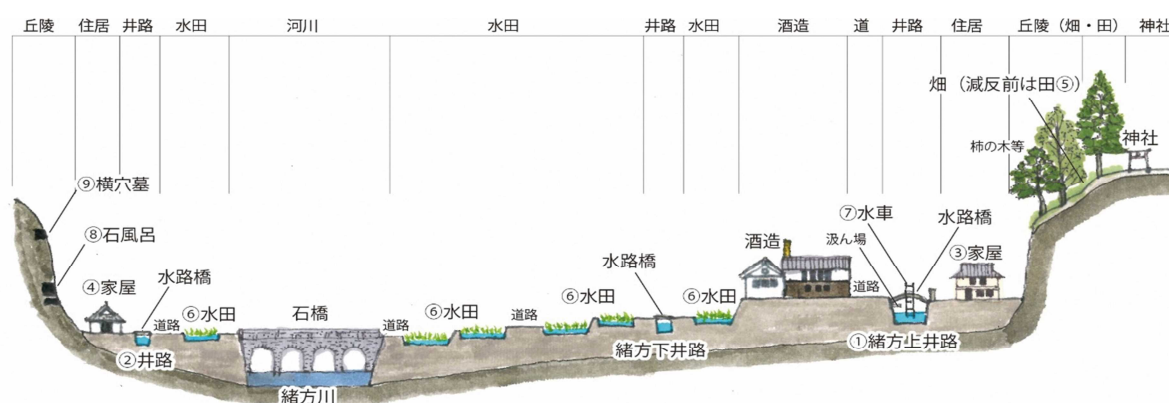 丘陵 住居 井路 水田 河川 水田 井路 水田 酒造 道 井路 住居 丘陵（畑・田） 神社
畑（減反前は田⑤）
柿の木等
神社
⑨横穴墓
⑧石風呂
④家屋
水路橋
②井路
道路
⑥水田
石橋
緒方川
道路
⑥水田
道路
⑥水田
水路橋
緒方下井路
⑥水田
酒造
道路
汲ん場
⑦水車
水路橋
①緒方上井路
③家屋